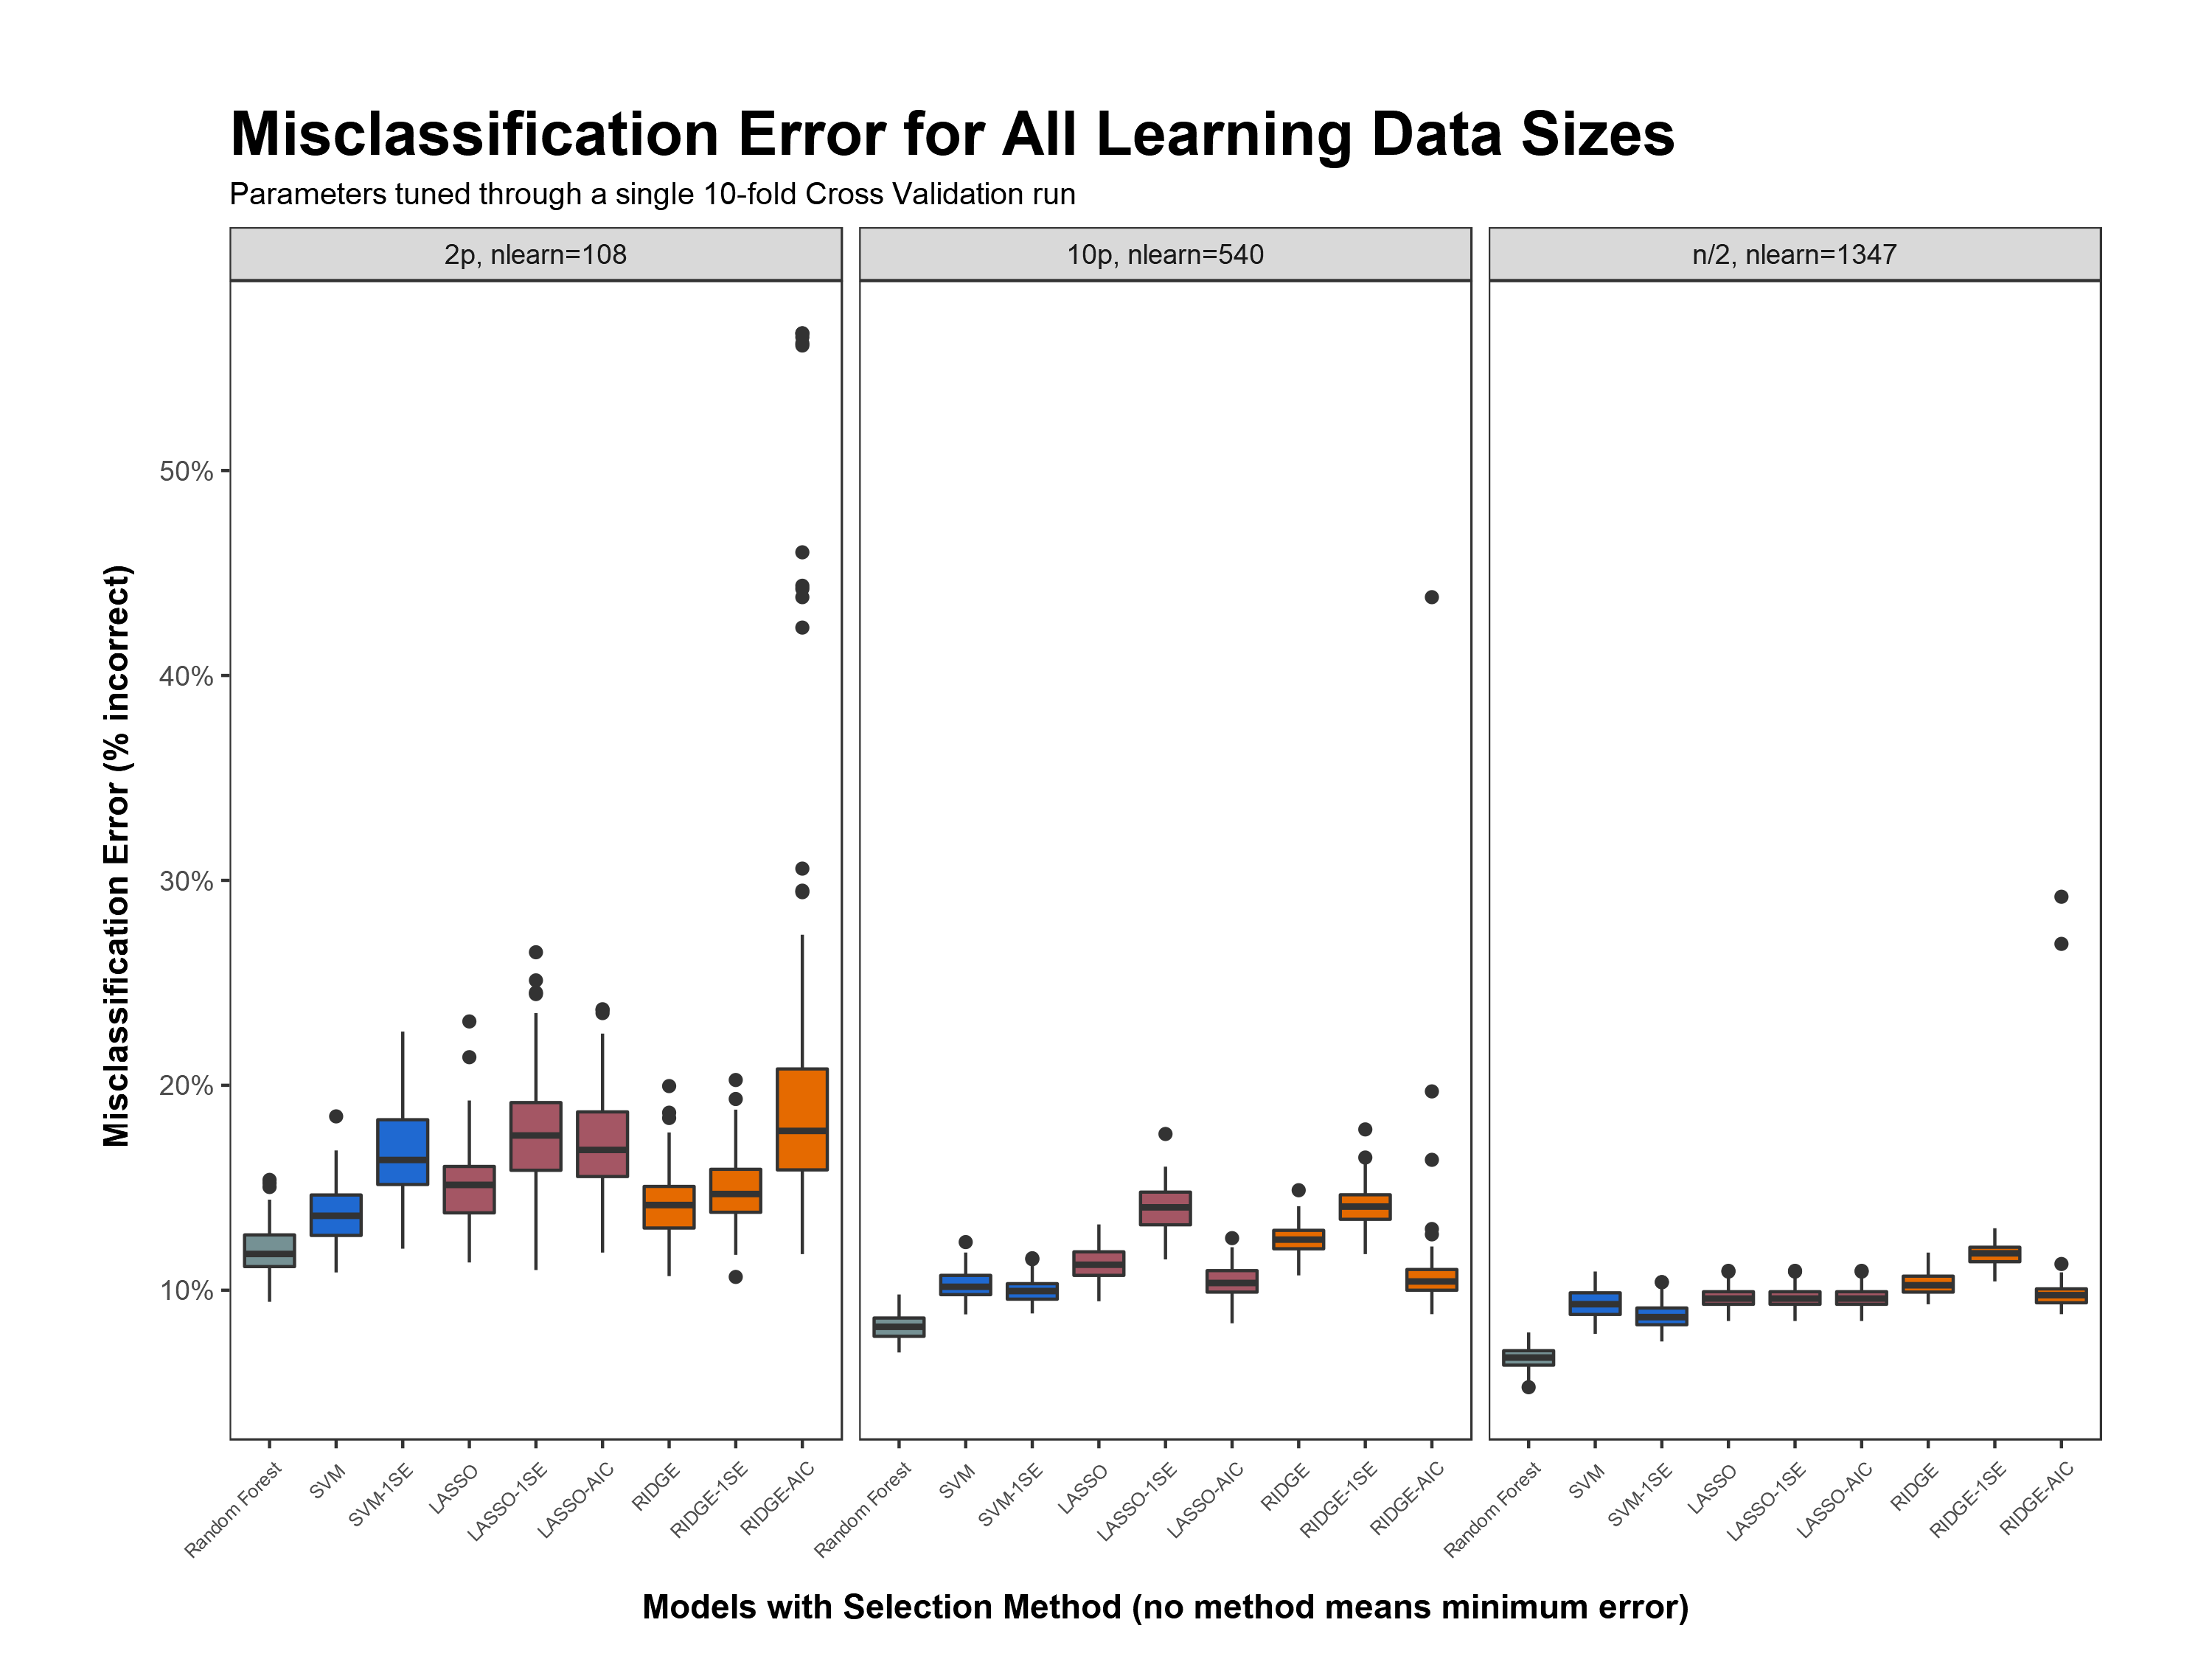 Misclassification Error for All Learning Data Sizes
Parameters tuned through a single 10-fold Cross Validation run
2p, nlearn=108
10p, nlearn=540
n/2, nlearn=1347
Misclassification Error (% incorrect)
50%
40%
30%
20%
10%
Random Forest
SVM
SVM-1SE
LASSO
LASSO-1SE
LASSO-AIC
RIDGE
RIDGE-1SE
RIDGE-AIC
Random Forest
SVM
SVM-1SE
LASSO
LASSO-1SE
LASSO-AIC
RIDGE
RIDGE-1SE
RIDGE-AIC
Random Forest
SVM
SVM-1SE
LASSO
LASSO-1SE
LASSO-AIC
RIDGE
RIDGE-1SE
RIDGE-AIC
Models with Selection Method (no method means minimum error)